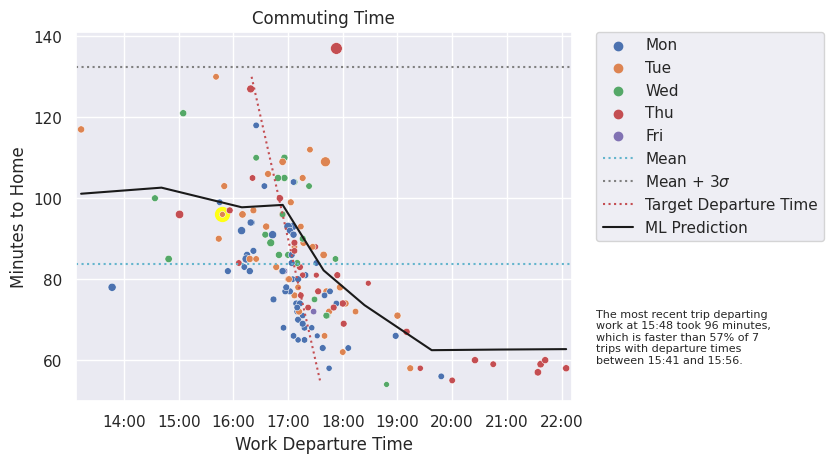 Commuting Time
Minutes to Home
140
120
100
80
60
14:00 15:00 16:00 17:00 18:00 19:00 20:00 21:00 22:00
Work Departure Time
Mon
Tue
Wed
Thu
Fri
Mean
Mean + 3σ
Target Departure Time
ML Prediction
The most recent trip departing
work at 15:48 took 96 minutes,
which is faster than 57% of 7
trips with departure times
between 15:41 and 15:56.